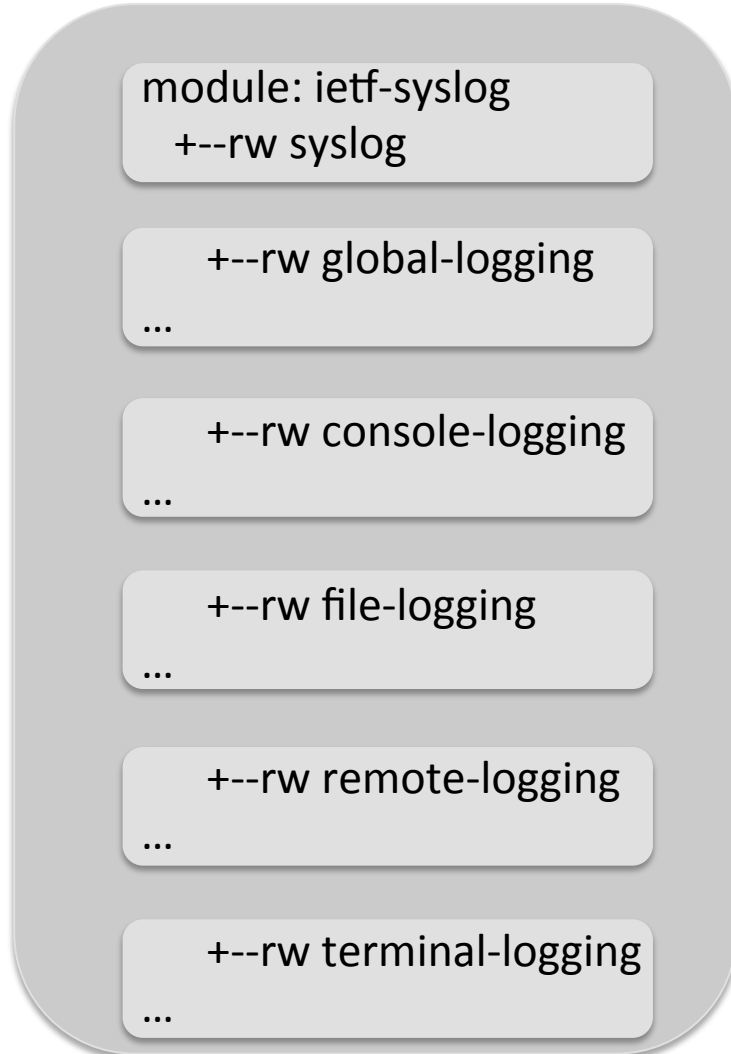 module: ietf-syslog
+--rw syslog
+--rw global-logging
...
+--rw console-logging
...
+--rw file-logging
...
+--rw remote-logging
...
+--rw terminal-logging
...